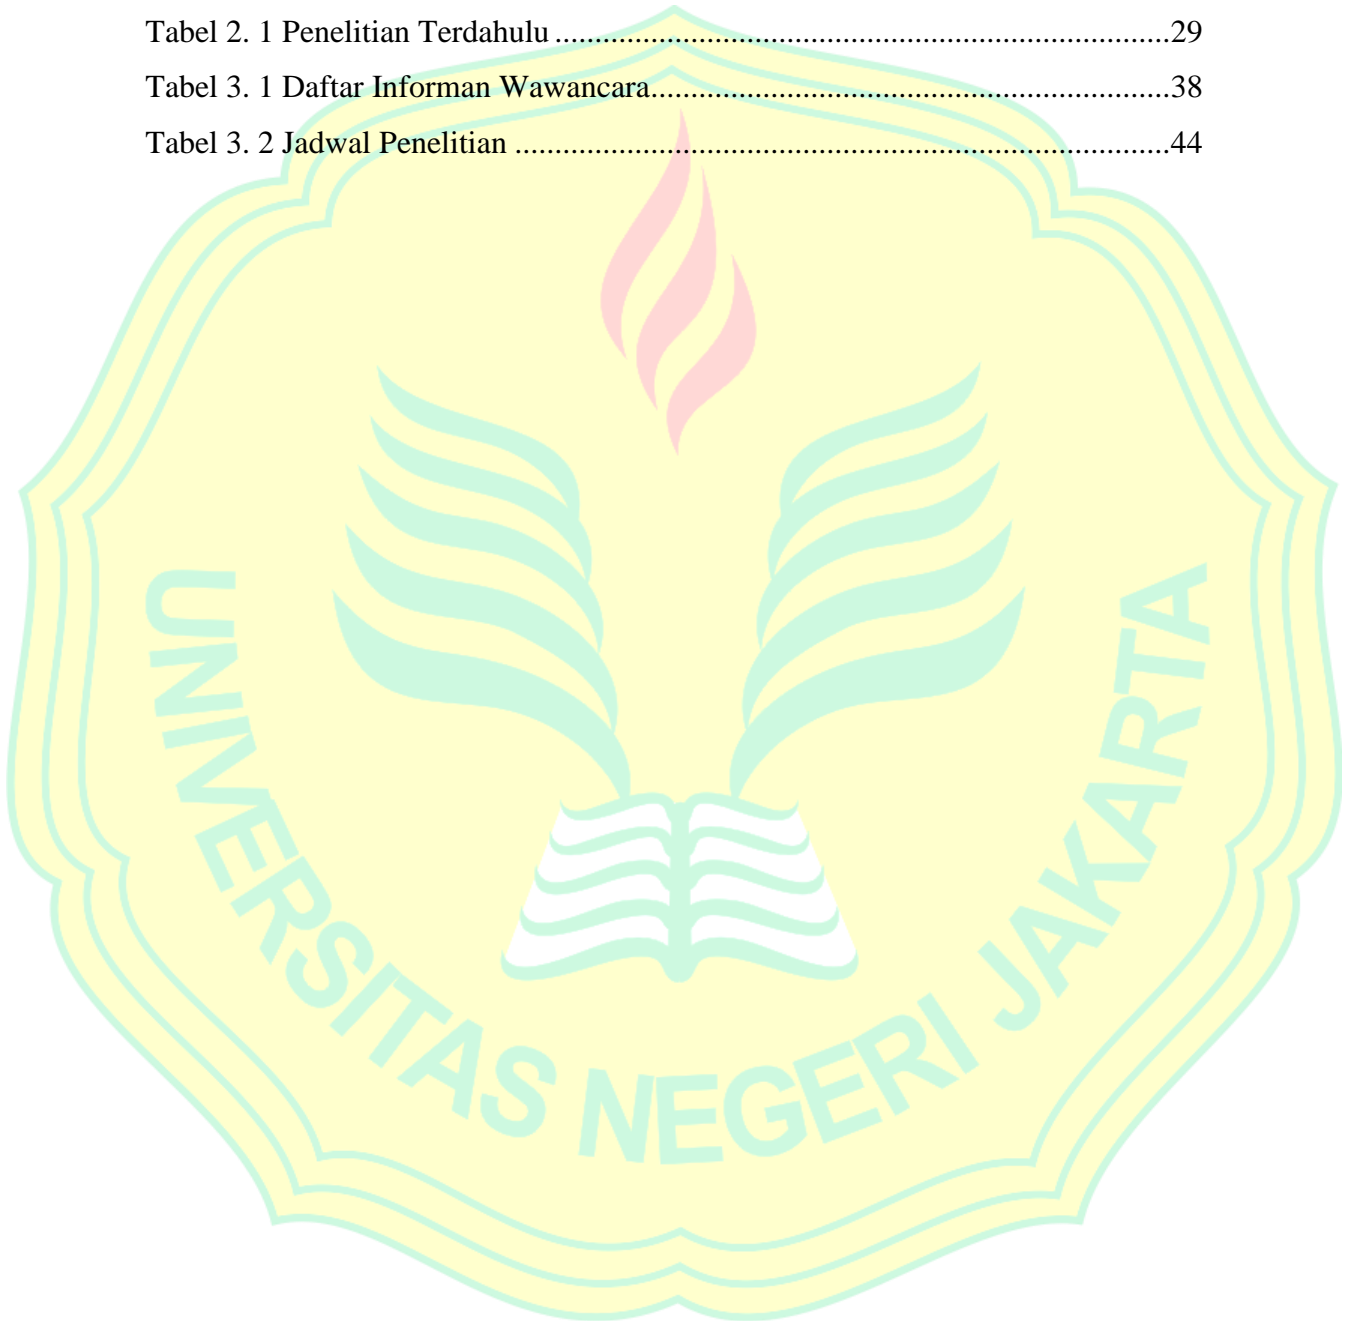 Tabel 2. 1 Penelitian Terdahulu.............................................................................29
Tabel 3. 1 Daftar Informan Wawancara.................................................................38
Tabel 3. 2 Jadwal Penelitian ..................................................................................44
UNIVERSITAS NEGERI JAKARTA